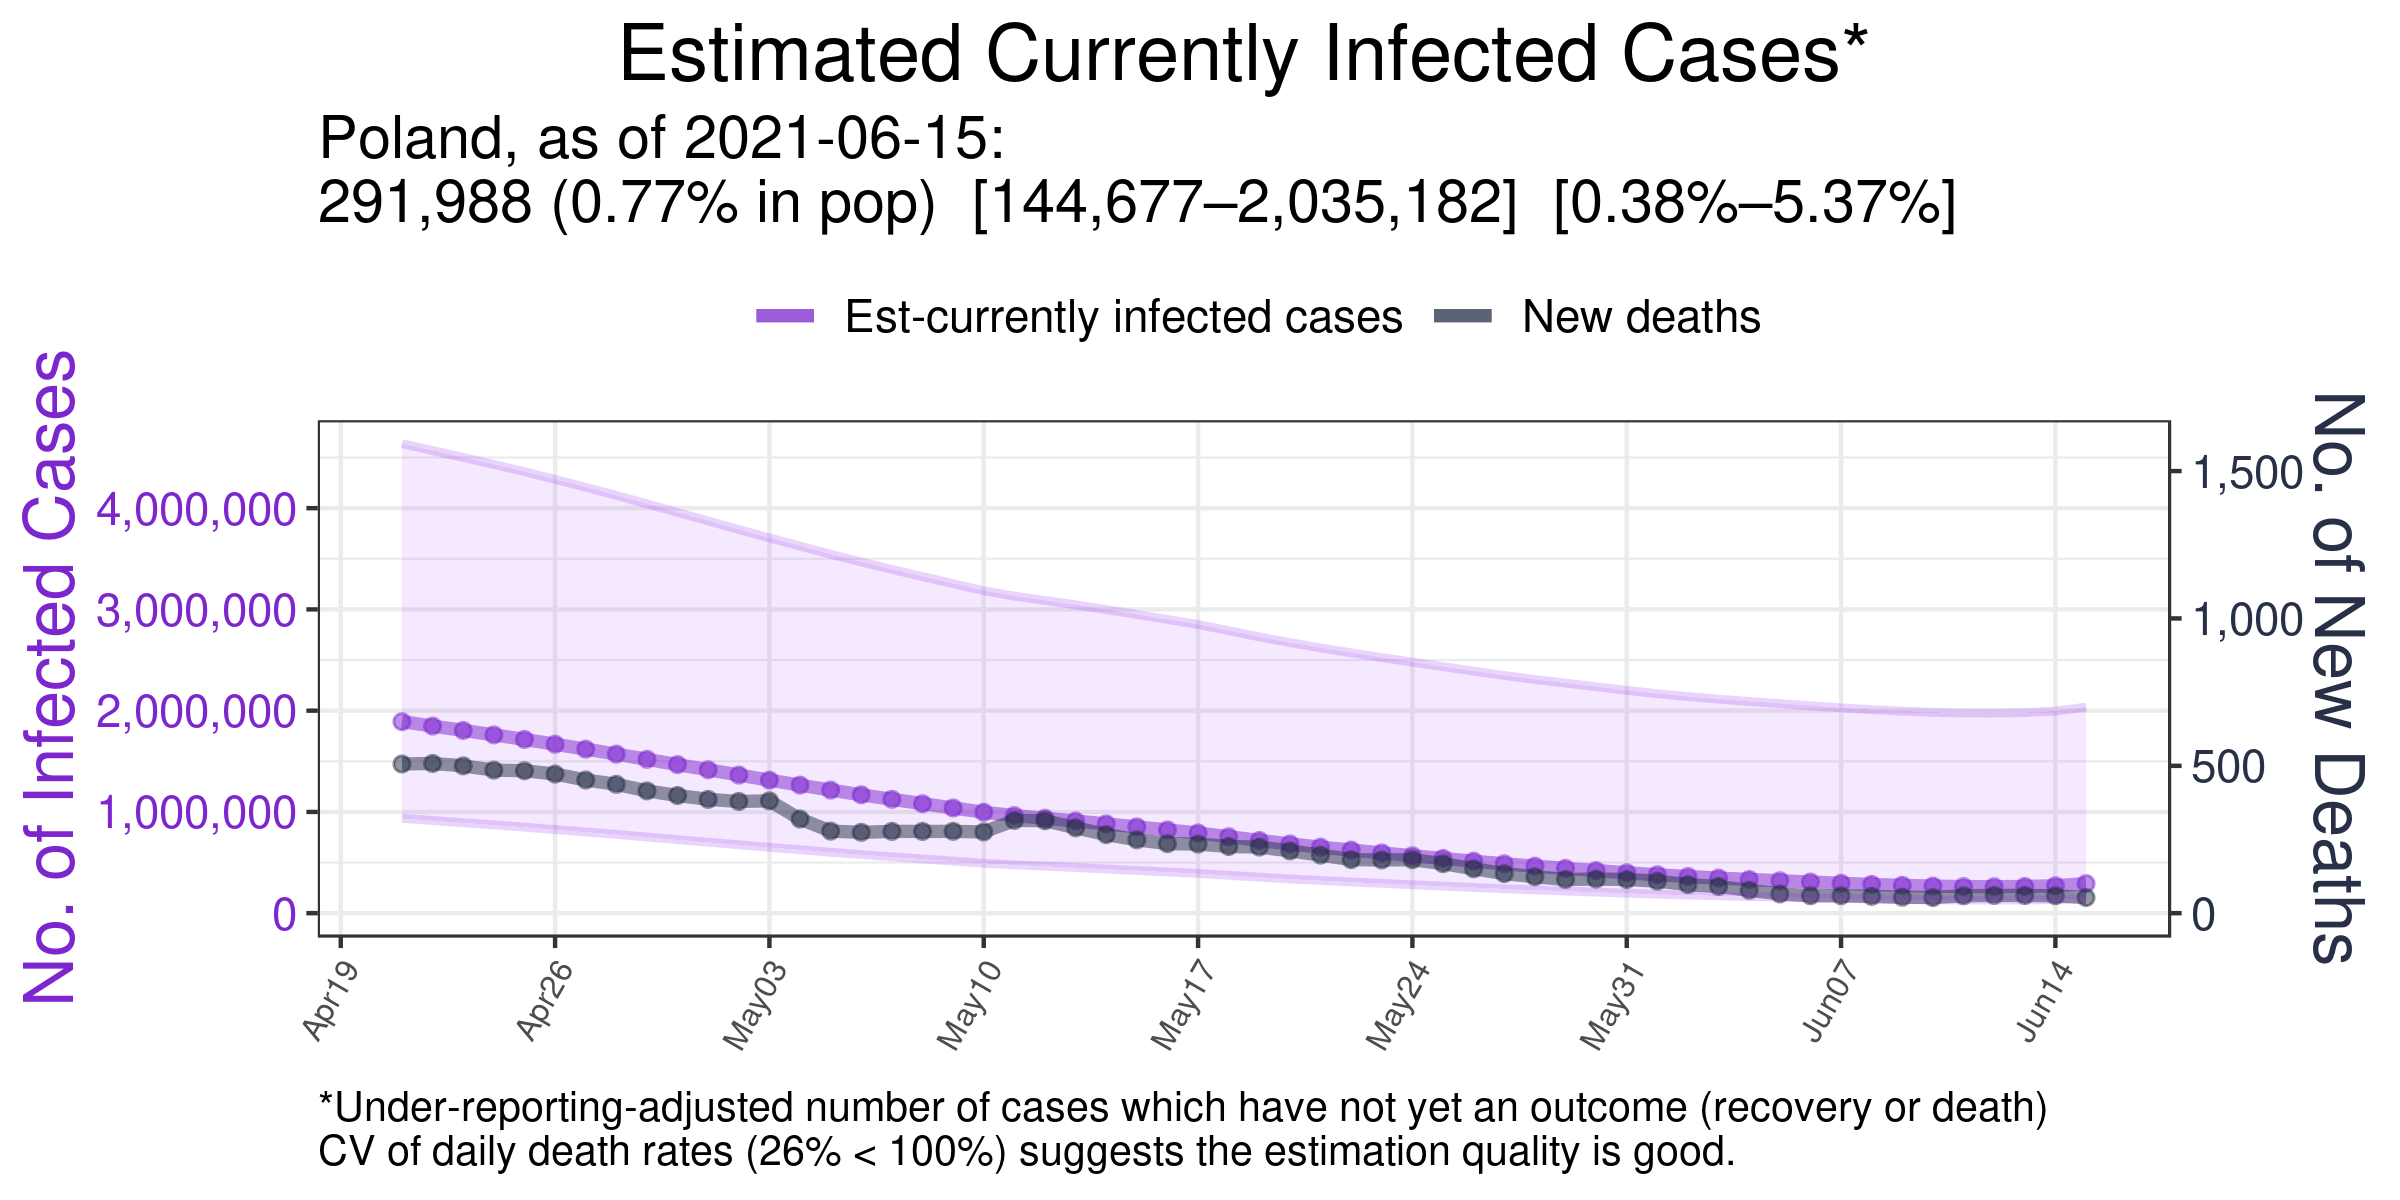 Estimated Currently Infected Cases*
Poland, as of 2021-06-15:
291,988 (0.77% in pop) [144,677–2,035,182] [0.38%–5.37%]
Est-currently infected cases New deaths
No. of Infected Cases
4,000,000
3,000,000
2,000,000
1,000,000
0
1,500
1,000
500
0
No. of New Deaths
Apr19 Apr26 May03 May10 May17 May24 May31 Jun07 Jun14
*Under-reporting-adjusted number of cases which have not yet an outcome (recovery or death)
CV of daily death rates (26% < 100%) suggests the estimation quality is good.